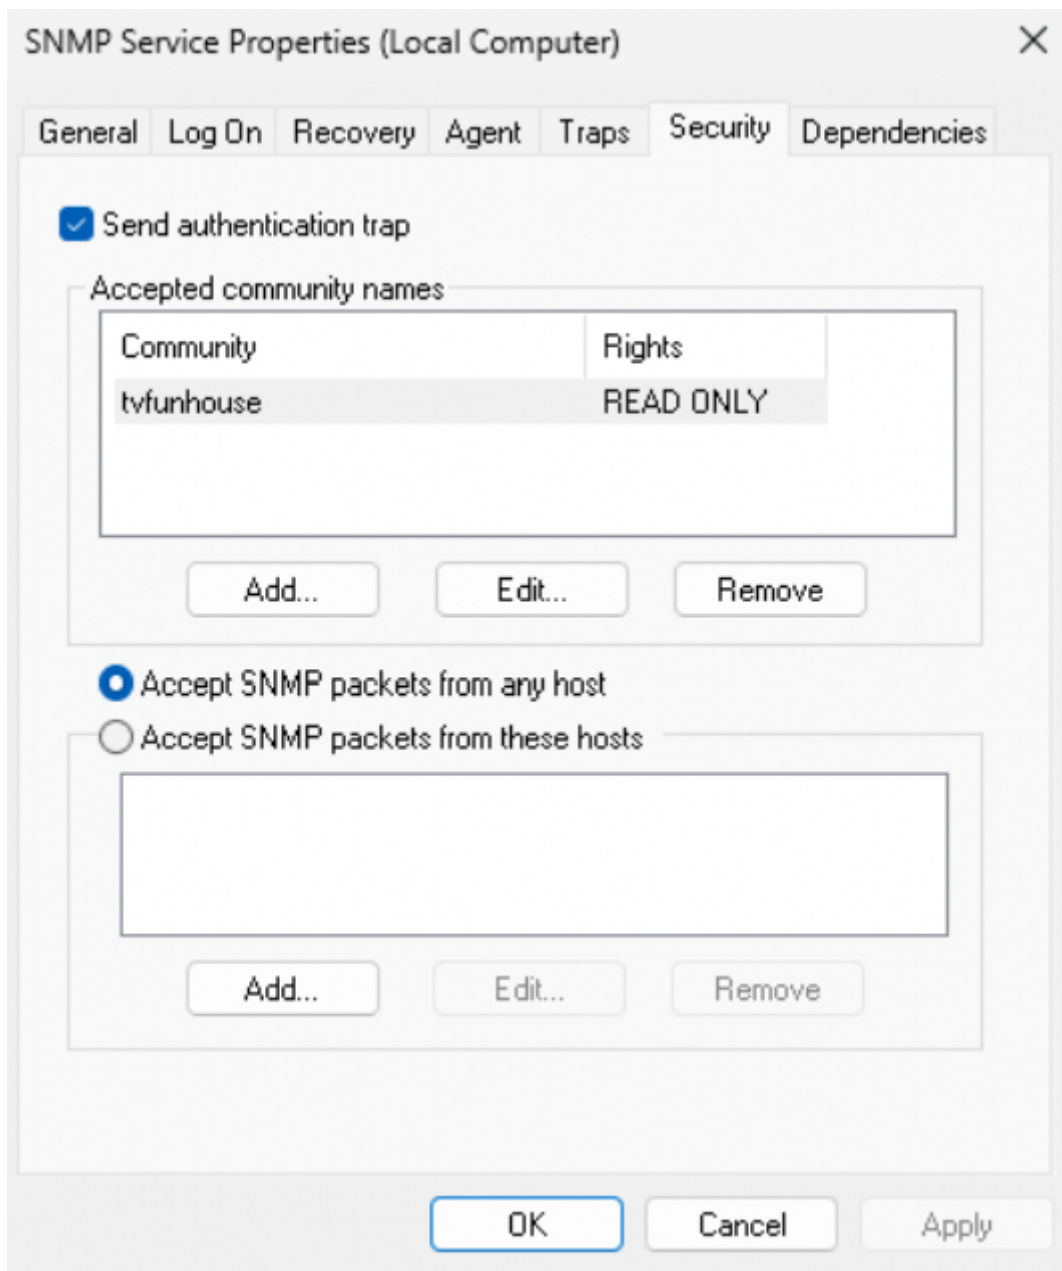 SNMP Service Properties (Local Computer)
General Log On Recovery Agent Traps Security Dependencies
Send authentication trap
Accepted community names
Community Rights
tvfunhouse READ ONLY
Add... Edit... Remove
Accept SNMP packets from any host
Accept SNMP packets from these hosts
Add... Edit... Remove
OK Cancel Apply